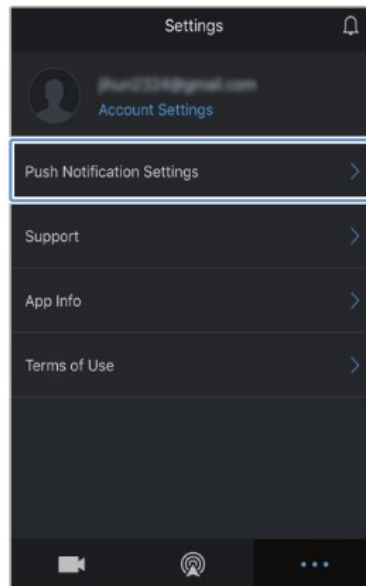 Settings
Account Settings
Push Notification Settings
Support
App Info
Terms of Use